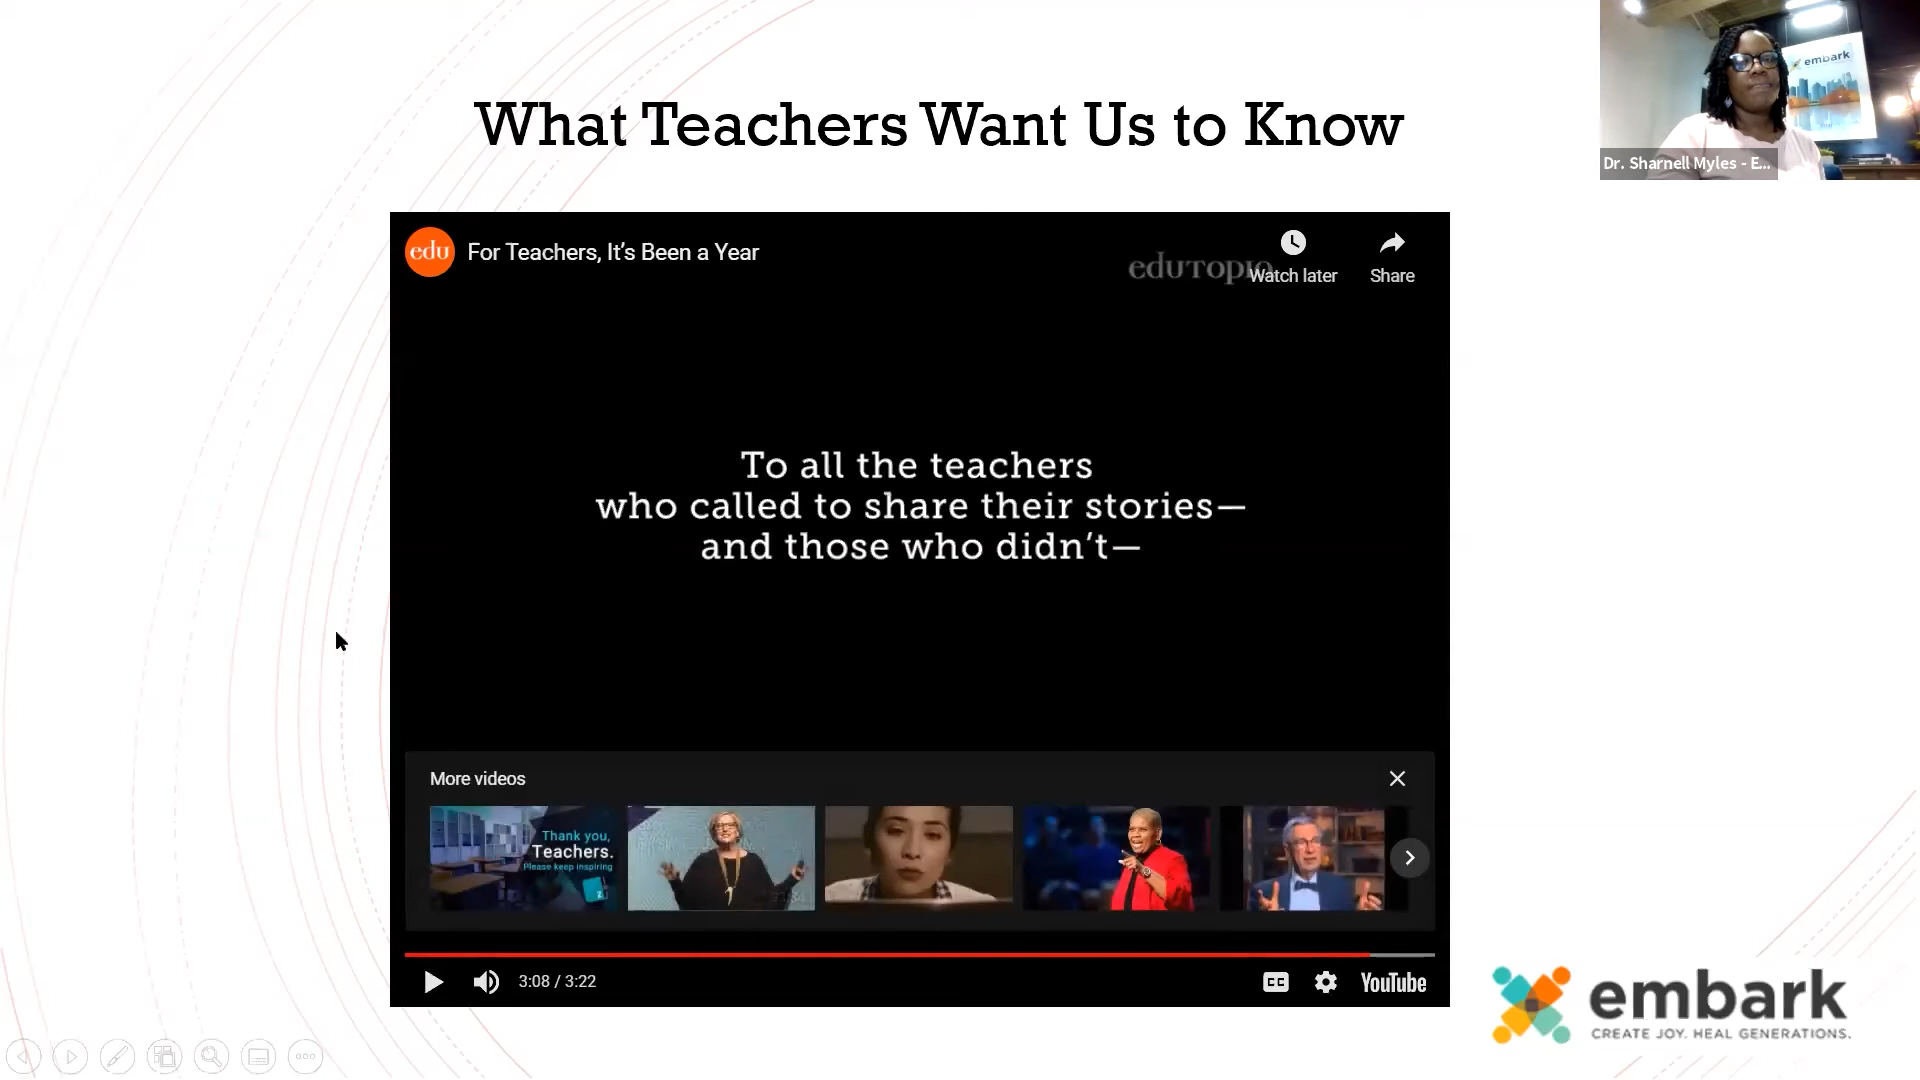 What Teachers Want Us to Know
embark
Dr. Sharnell Myles - E...
edu
For Teachers, It’s Been a Year
edutopia
Watch later
Share
To all the teachers
who called to share their stories—
and those who didn’t—
More videos
Thank you,
Teachers.
Please keep inspiring
3:08 / 3:22
CC
YouTube
embark
CREATE JOY. HEAL GENERATIONS.